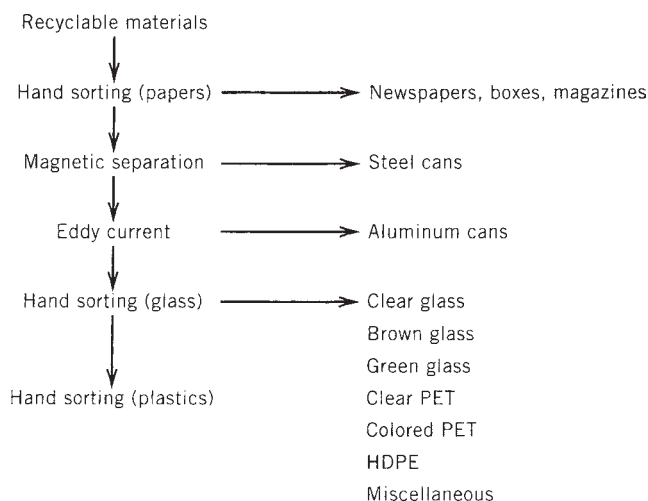 Recyclable materials
Hand sorting (papers) Newspapers, boxes, magazines
Magnetic separation Steel cans
Eddy current Aluminum cans
Hand sorting (glass) Clear glass
Brown glass
Green glass
Hand sorting (plastics) Clear PET
Colored PET
HDPE
Miscellaneous